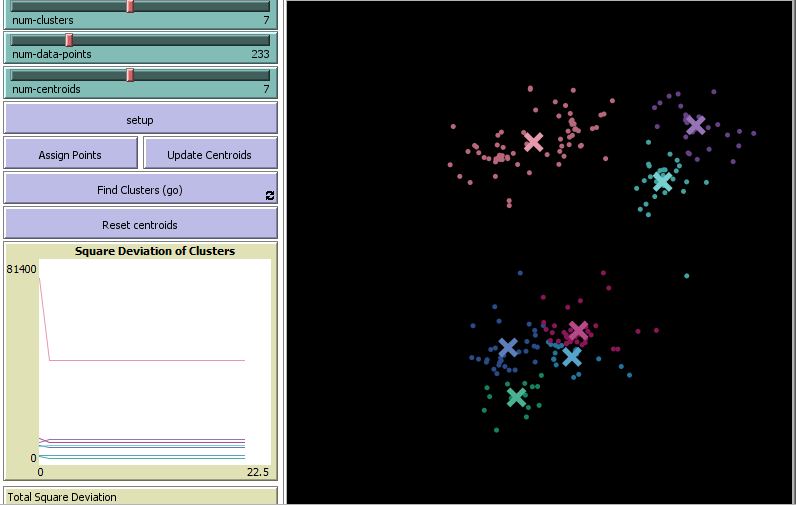 num-clusters 7
num-data-points 233
num-centroids 7
setup
Assign Points Update Centroids
Find Clusters (go)
Reset centroids
Square Deviation of Clusters
81400
0
0 22.5
Total Square Deviation